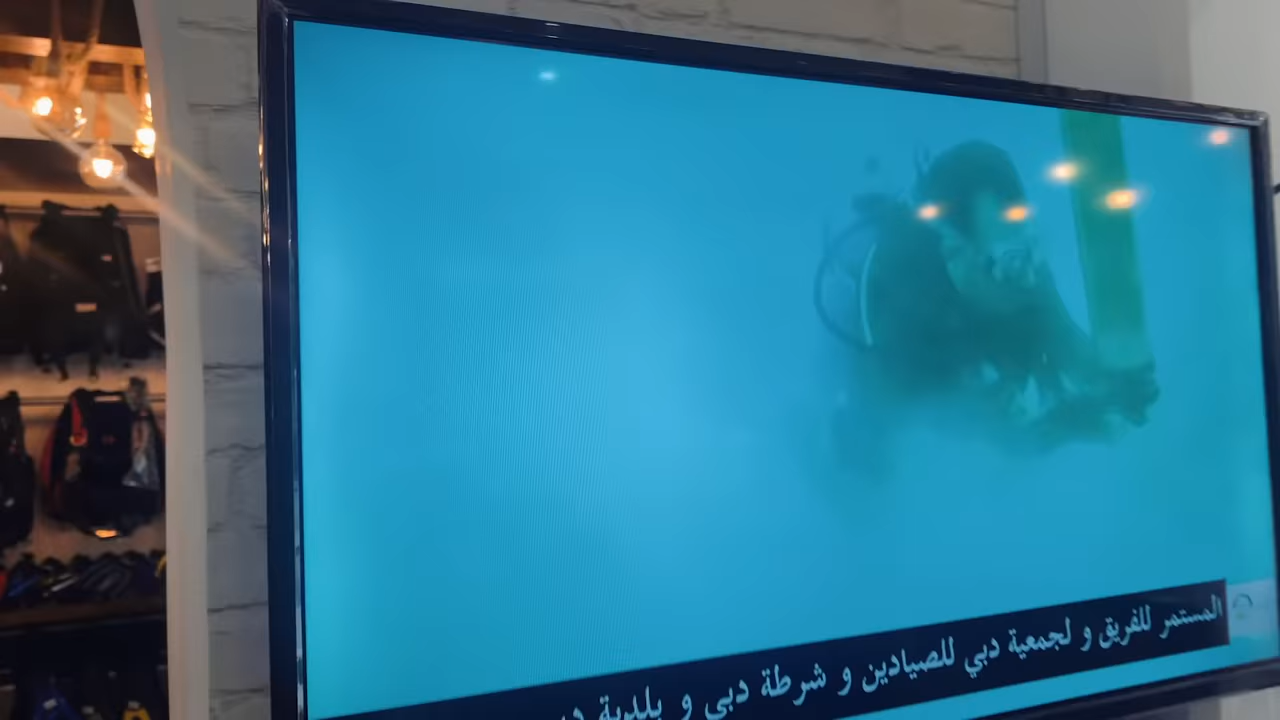 المستمر للفريق و لجمعية دبي للصيادين و شرطة دبي و بلدية